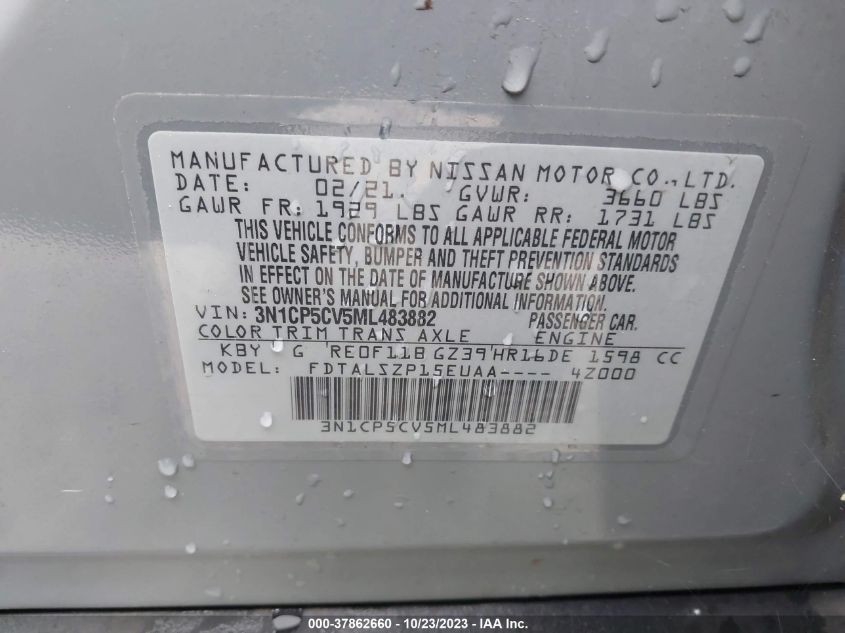 MANUFACTURED BY NISSAN MOTOR CO., LTD.
DATE: 02/21. GVWR: 3660 LBS
GAWR FR: 1929 LBS GAWR RR: 1731 LBS
THIS VEHICLE CONFORMS TO ALL APPLICABLE FEDERAL MOTOR
VEHICLE SAFETY, BUMPER AND THEFT PREVENTION STANDARDS
IN EFFECT ON THE DATE OF MANUFACTURE SHOWN ABOVE.
SEE OWNER'S MANUAL FOR ADDITIONAL INFORMATION.
VIN: 3N1CP5CV5ML483882 PASSENGER CAR.
COLOR TRIM TRANS AXLE ENGINE
KBY G RE0F11B GZ39 HR16DE 1598 CC
MODEL: FDTALSZP15EUAA---- 4Z000
3N1CP5CV5ML483882
000-37862660 - 10/23/2023 - IAA Inc.